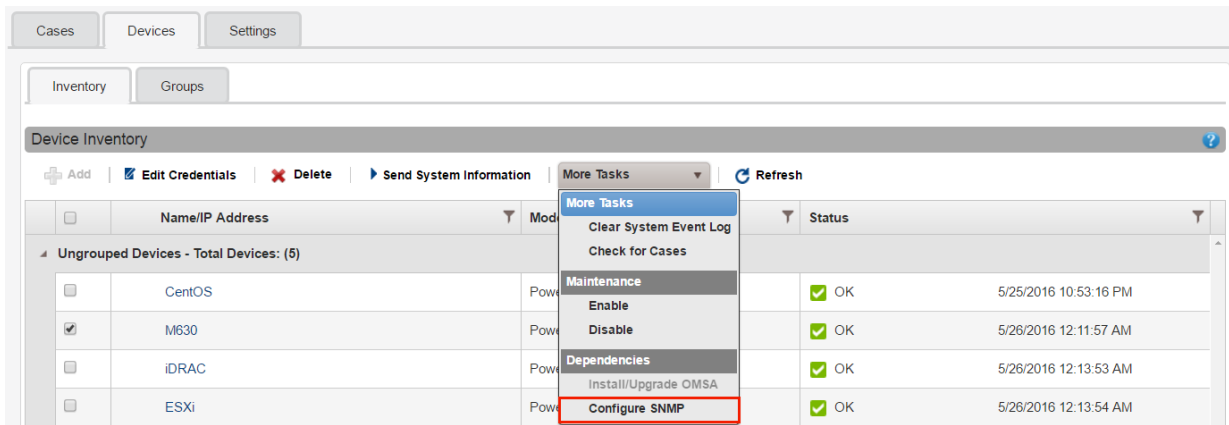 Cases Devices Settings
Inventory Groups
Device Inventory ?
Add Edit Credentials Delete Send System Information More Tasks Refresh
Name/IP Address Mode Status
More Tasks
Clear System Event Log
Check for Cases
Maintenance
Enable
Disable
Dependencies
Install/Upgrade OMSA
Configure SNMP
Ungrouped Devices - Total Devices: (5)
CentOS Powe OK 5/25/2016 10:53:16 PM
M630 Powe OK 5/26/2016 12:11:57 AM
iDRAC Powe OK 5/26/2016 12:13:53 AM
ESXi Powe OK 5/26/2016 12:13:54 AM